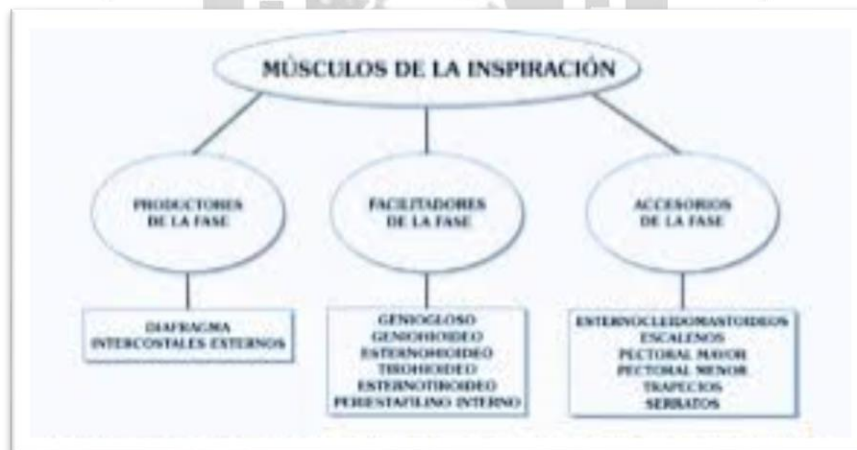 MÚSCULOS DE LA INSPIRACIÓN
PRODUCTORES
DE LA FASE
FACILITADORES
DE LA FASE
ACCESORIOS
DE LA FASE
DIAFRAGMA
INTERCOSTALES EXTERNOS
GENIOGLOSO
GENIOHIOIDEO
ESTERNOHIOIDEO
TIROHIOIDEO
ESTERNOTIROIDEO
PERIESTAFILINO INTERNO
ESTERNOCLEIDOMASTOIDEOS
ESCALENOS
PECTORAL MAYOR
PECTORAL MENOR
TRAPECIOS
SERRATOS